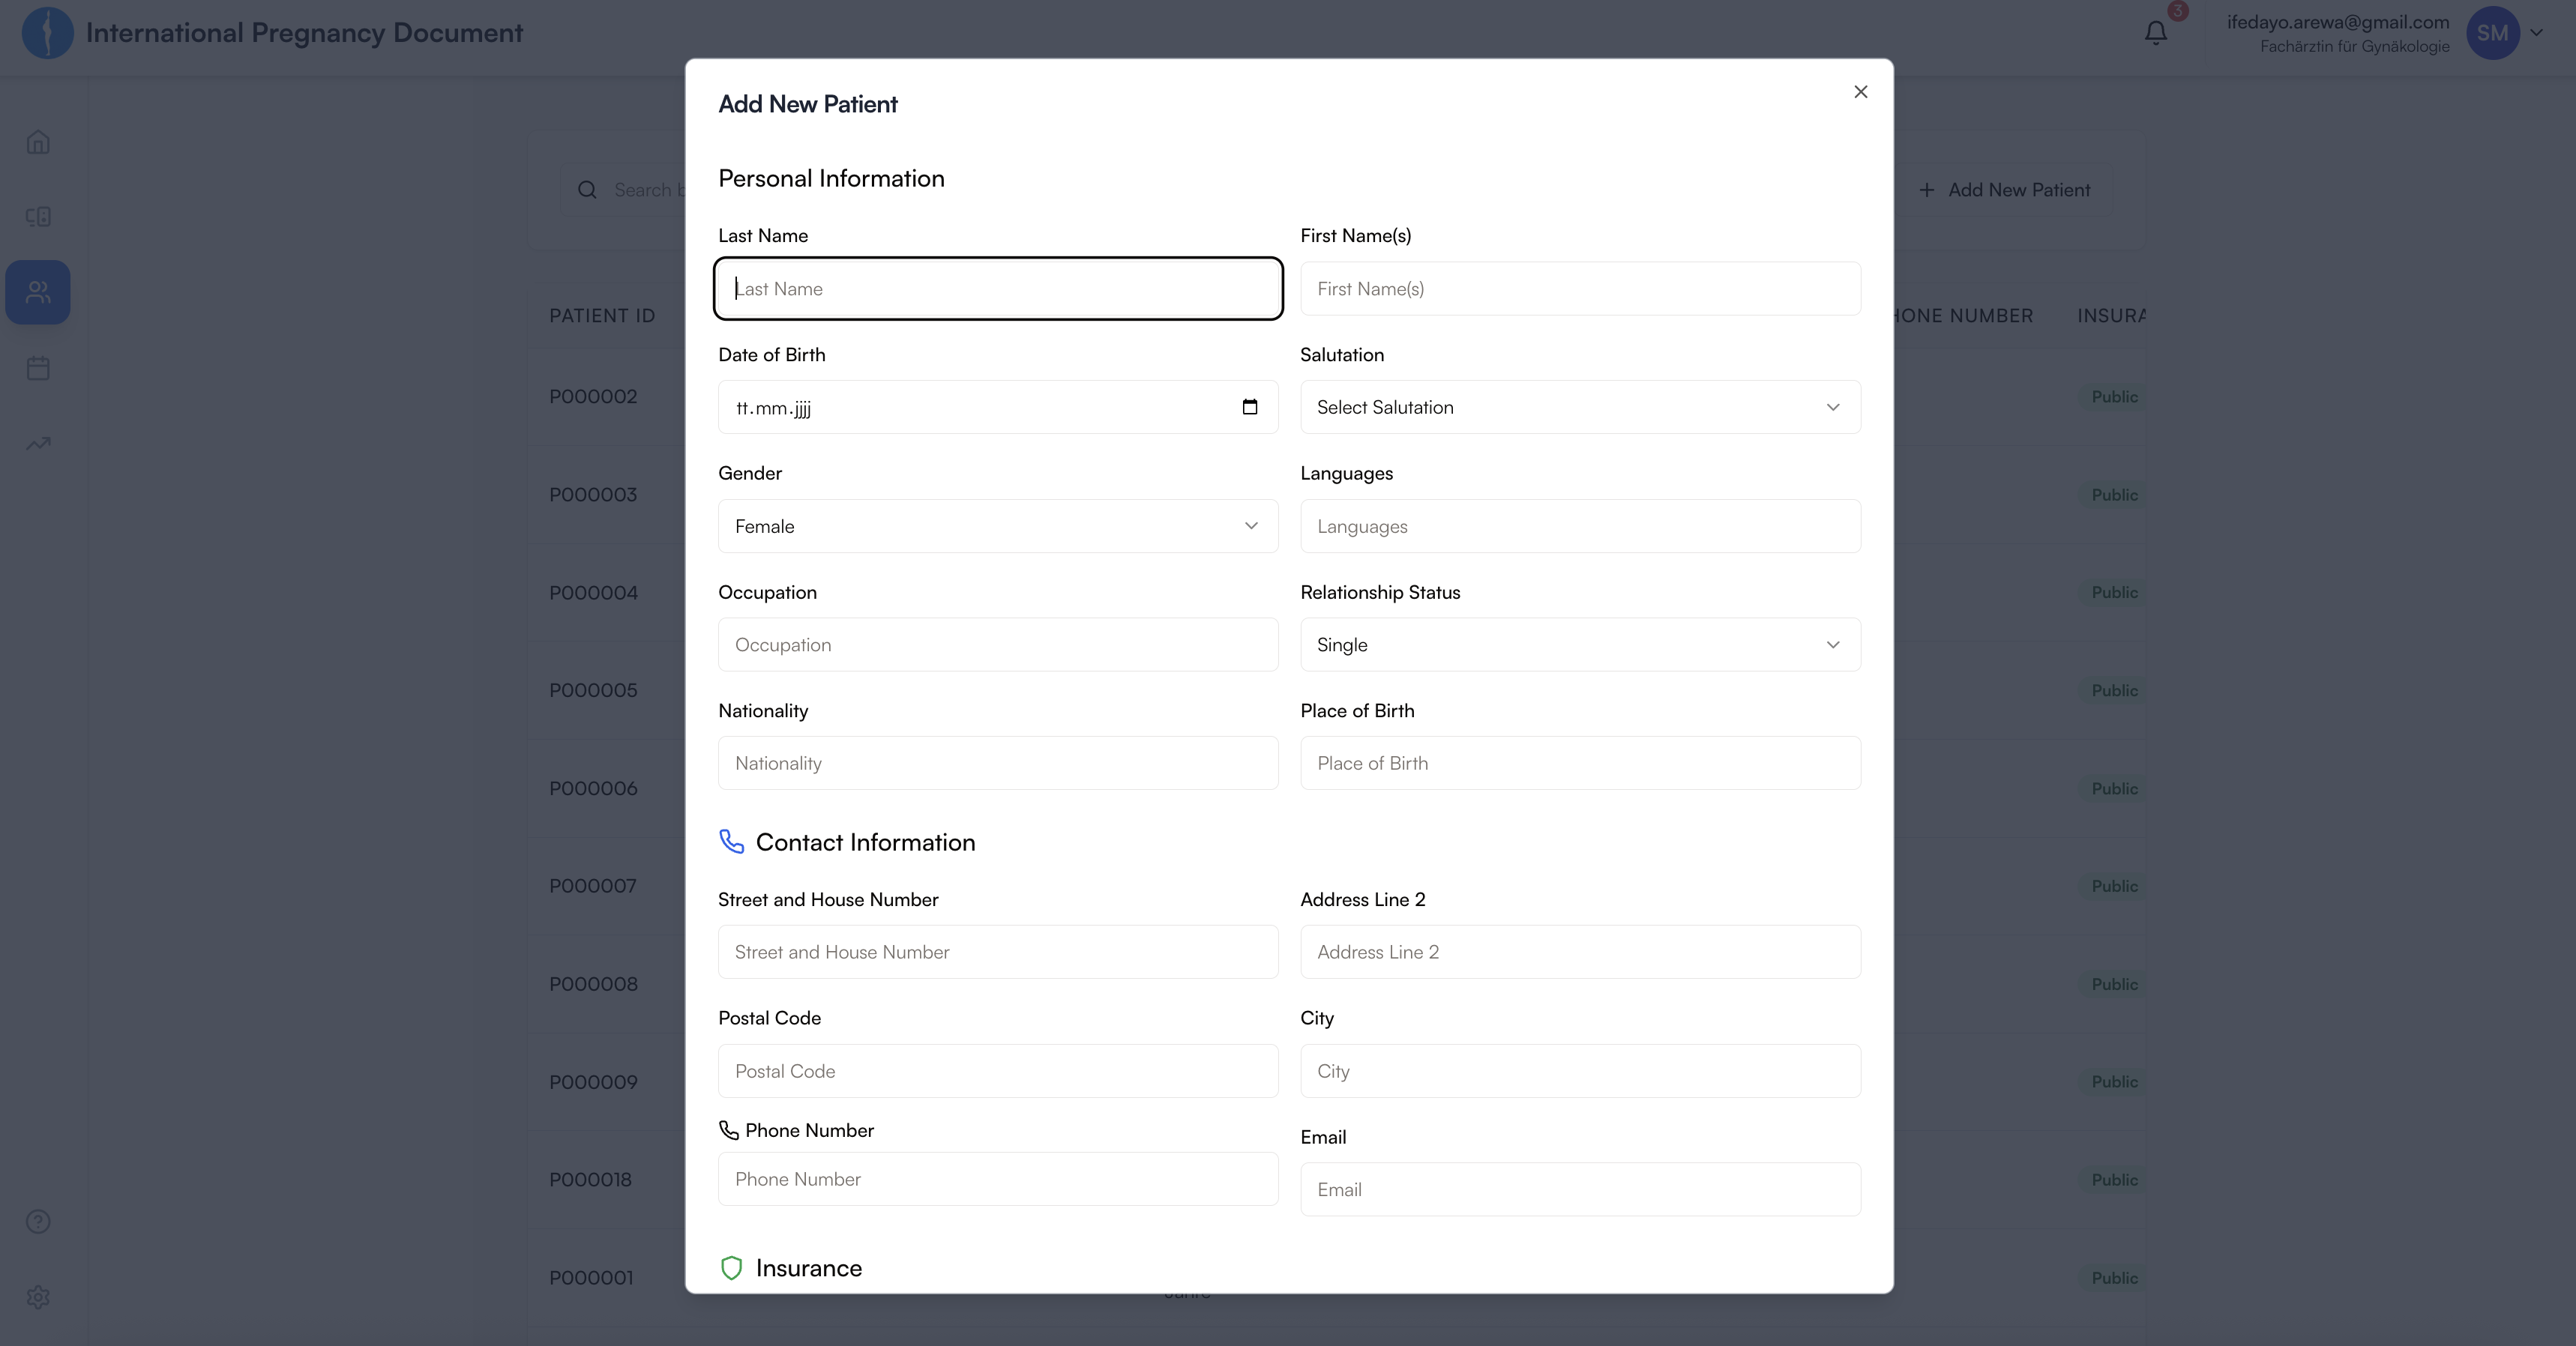 International Pregnancy Document
3
ifedayo.arewa@gmail.com
Fachärztin für Gynäkologie
SM
Search
Add New Patient
PATIENT ID
NUMBER
P000002
Public
P000003
Public
P000004
Public
P000005
Public
P000006
Public
P000007
Public
P000008
Public
P000009
Public
P000018
Public
P000001
Public
Add New Patient
Personal Information
Last Name
First Name(s)
Last Name
First Name(s)
Date of Birth
Salutation
tt.mm.jjjj
Select Salutation
Gender
Languages
Female
Languages
Occupation
Relationship Status
Occupation
Single
Nationality
Place of Birth
Nationality
Place of Birth
Contact Information
Street and House Number
Address Line 2
Street and House Number
Address Line 2
Postal Code
City
Postal Code
City
Phone Number
Email
Phone Number
Email
Insurance